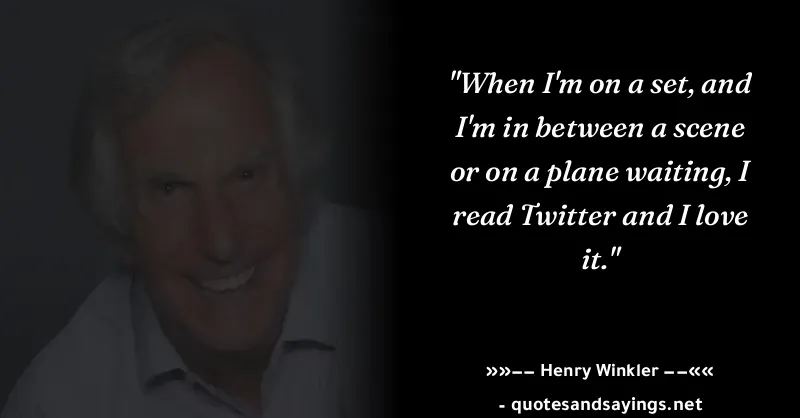 "When I'm on a set, and
I'm in between a scene
or on a plane waiting, I
read Twitter and I love
it."
»»–– Henry Winkler ––««
- quotesandsayings.net